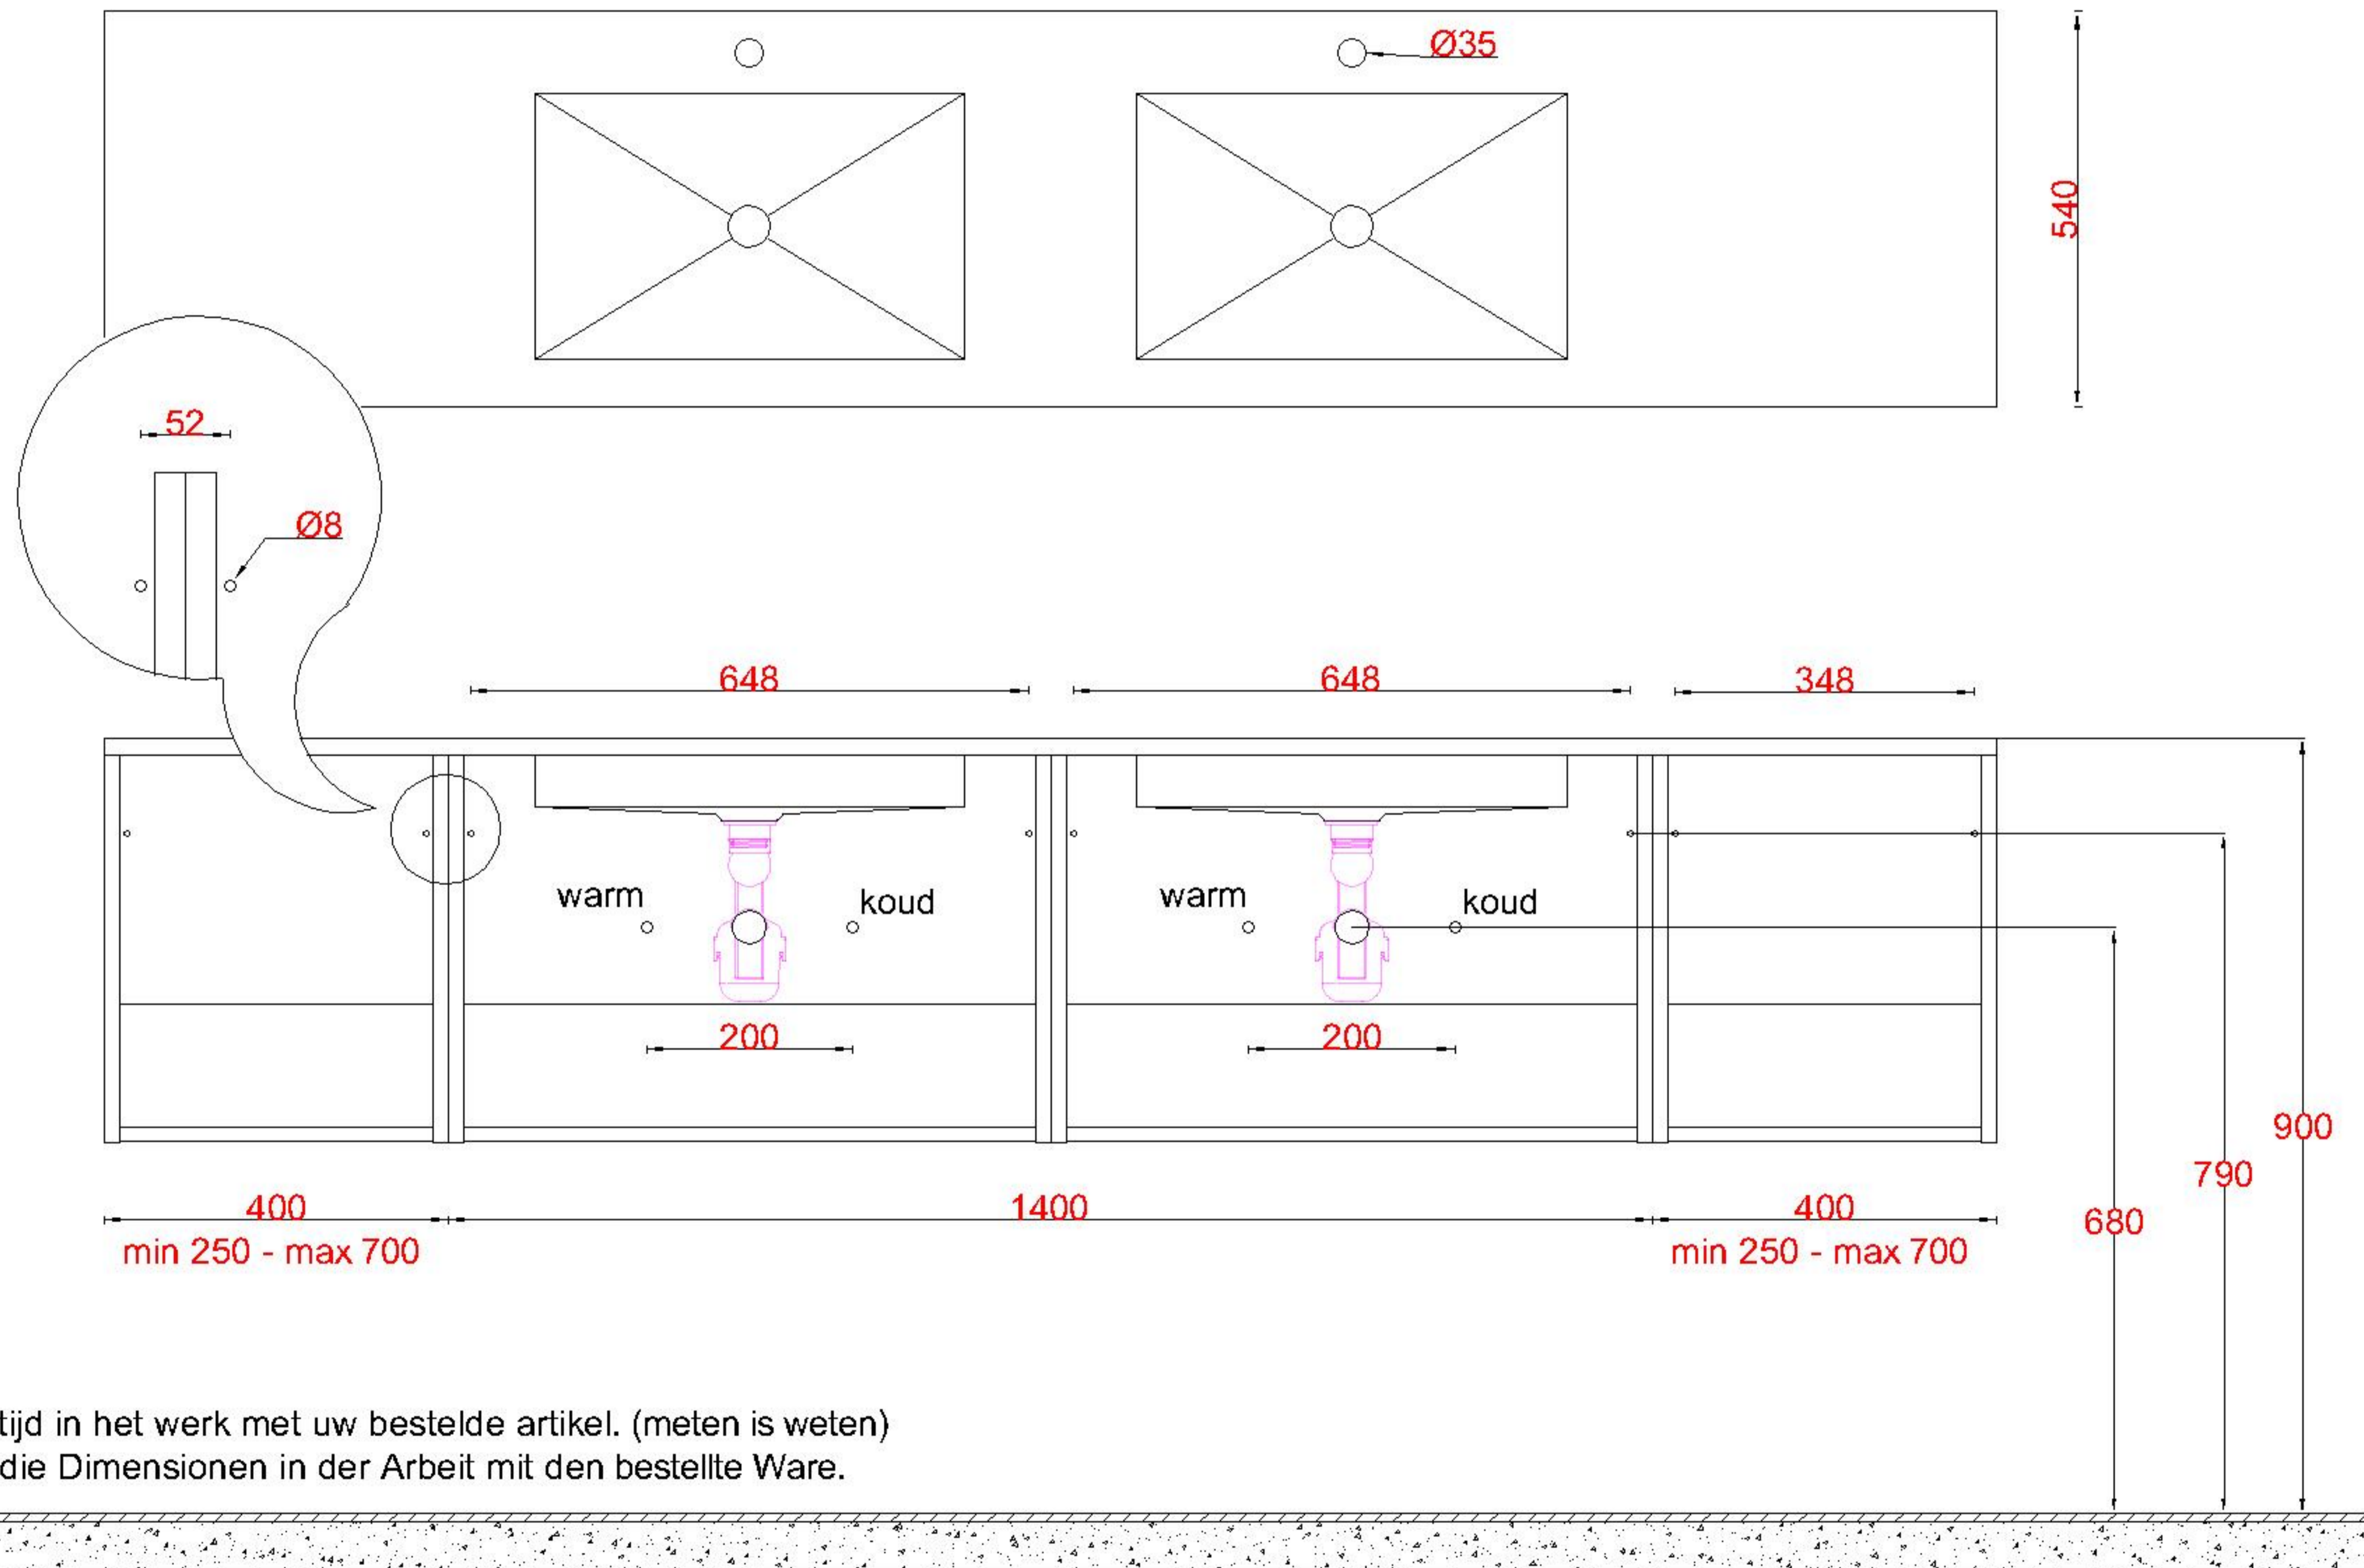 Ø35
540
52
Ø8
648
648
348
warm
koud
warm
koud
200
200
900
790
680
400
1400
400
min 250 - max 700
min 250 - max 700
tijd in het werk met uw bestelde artikel. (meten is weten)
die Dimensionen in der Arbeit mit den bestellte Ware.